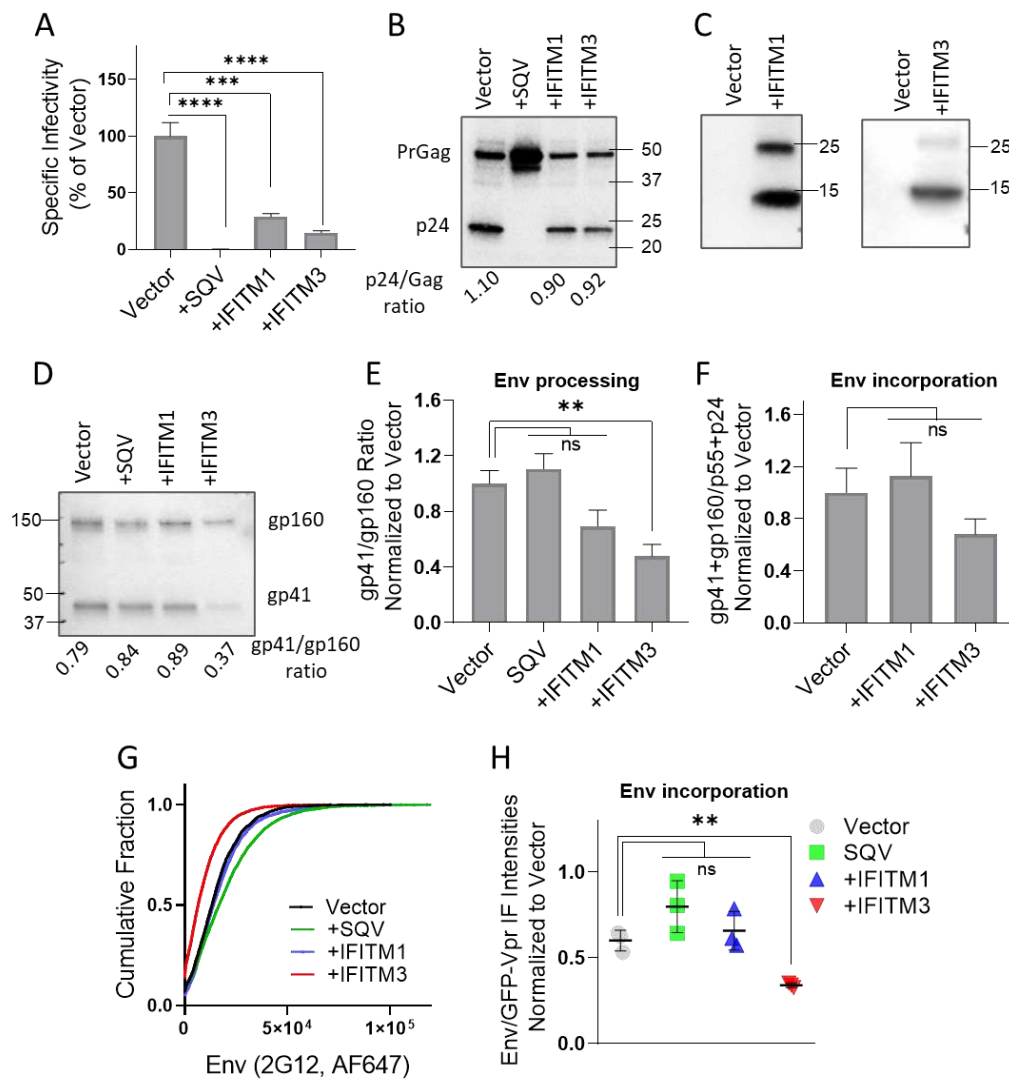 A
Specific Infectivity
(% of Vector)
150
100
50
0
****
***
****
Vector
+SQV
+IFITM1
+IFITM3
B
Vector
+SQV
+IFITM1
+IFITM3
PrGag
p24
50
37
25
20
p24/Gag
ratio
1.10
0.90
0.92
C
Vector
+IFITM1
25
15
Vector
+IFITM3
25
15
D
Vector
+SQV
+IFITM1
+IFITM3
150
50
37
gp160
gp41
0.79
0.84
0.89
0.37
gp41/gp160
ratio
E
Env processing
gp41/gp160 Ratio
Normalized to Vector
1.6
1.2
0.8
0.4
0.0
**
ns
Vector
SQV
+IFITM1
+IFITM3
F
Env incorporation
gp41+gp160/p55+p24
Normalized to Vector
1.6
1.2
0.8
0.4
0.0
ns
Vector
+IFITM1
+IFITM3
G
Cumulative Fraction
1.0
0.5
0.0
Vector
+SQV
+IFITM1
+IFITM3
0
5×10⁴
1×10⁵
Env (2G12, AF647)
H
Env incorporation
Env/GFP-Vpr IF Intensities
Normalized to Vector
1.0
0.5
0.0
**
ns
Vector
SQV
+IFITM1
+IFITM3